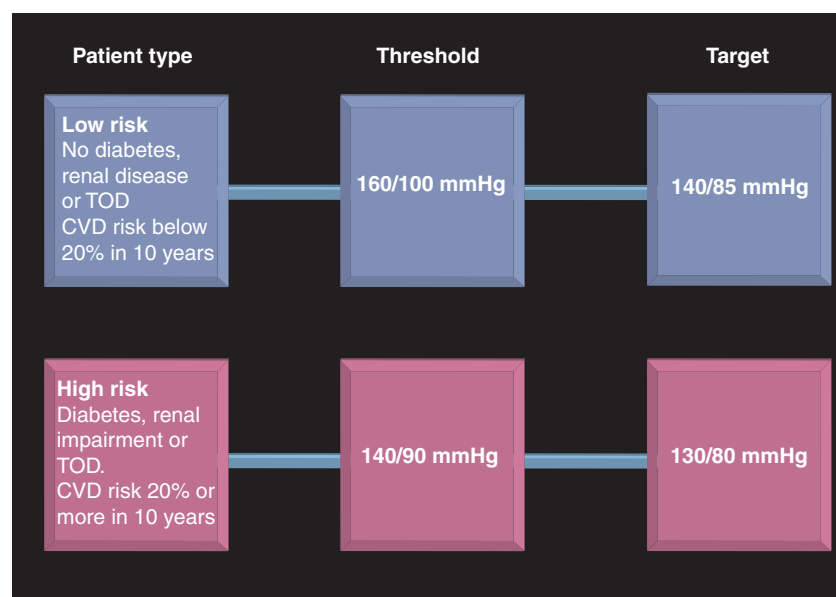 Patient type
Threshold
Target
Low risk
No diabetes,
renal disease
or TOD
CVD risk below
20% in 10 years
160/100 mmHg
140/85 mmHg
High risk
Diabetes, renal
impairment or
TOD.
CVD risk 20% or
more in 10 years
140/90 mmHg
130/80 mmHg